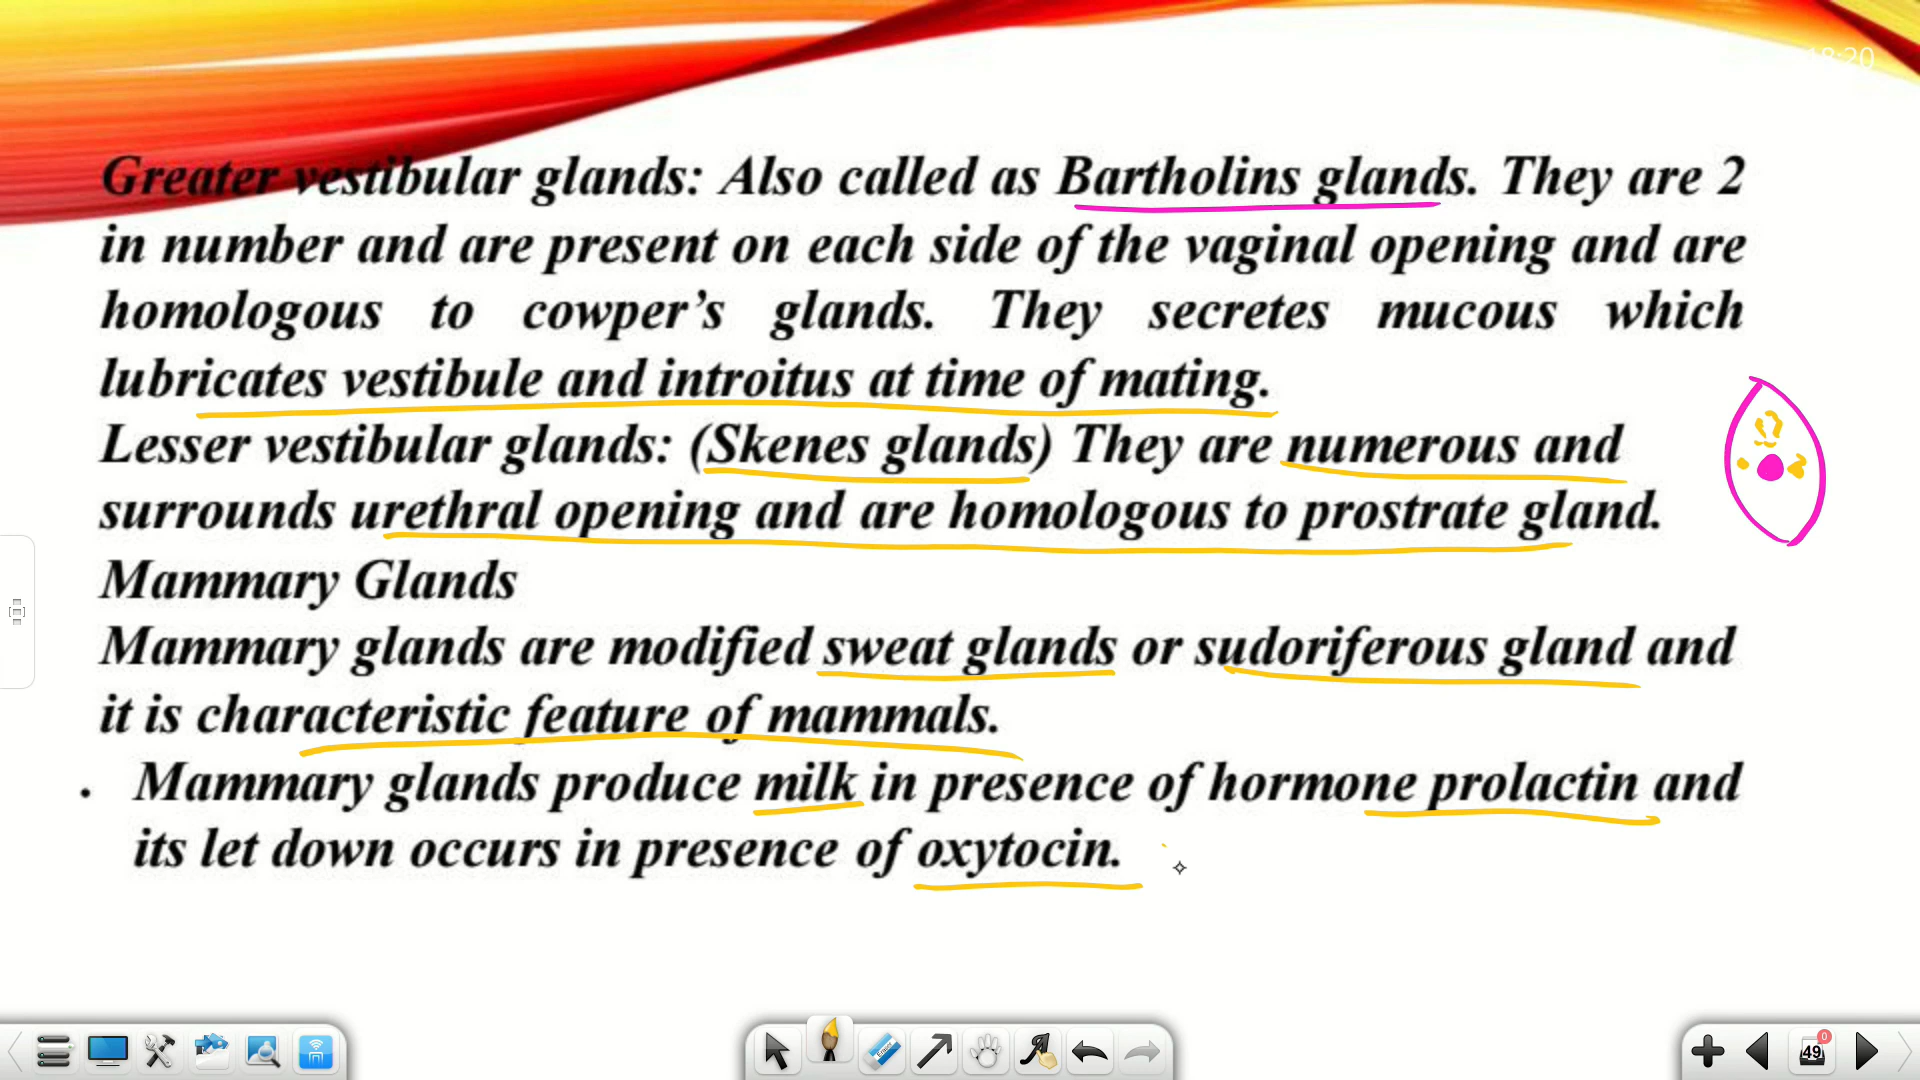 18:20
Greater vestibular glands: Also called as Bartholins glands. They are 2
in number and are present on each side of the vaginal opening and are
homologous to cowper's glands. They secretes mucous which
lubricates vestibule and introitus at time of mating.
Lesser vestibular glands: (Skenes glands) They are numerous and
surrounds urethral opening and are homologous to prostrate gland.
Mammary Glands
Mammary glands are modified sweat glands or sudoriferous gland and
it is characteristic feature of mammals.
• Mammary glands produce milk in presence of hormone prolactin and
its let down occurs in presence of oxytocin.
49
0